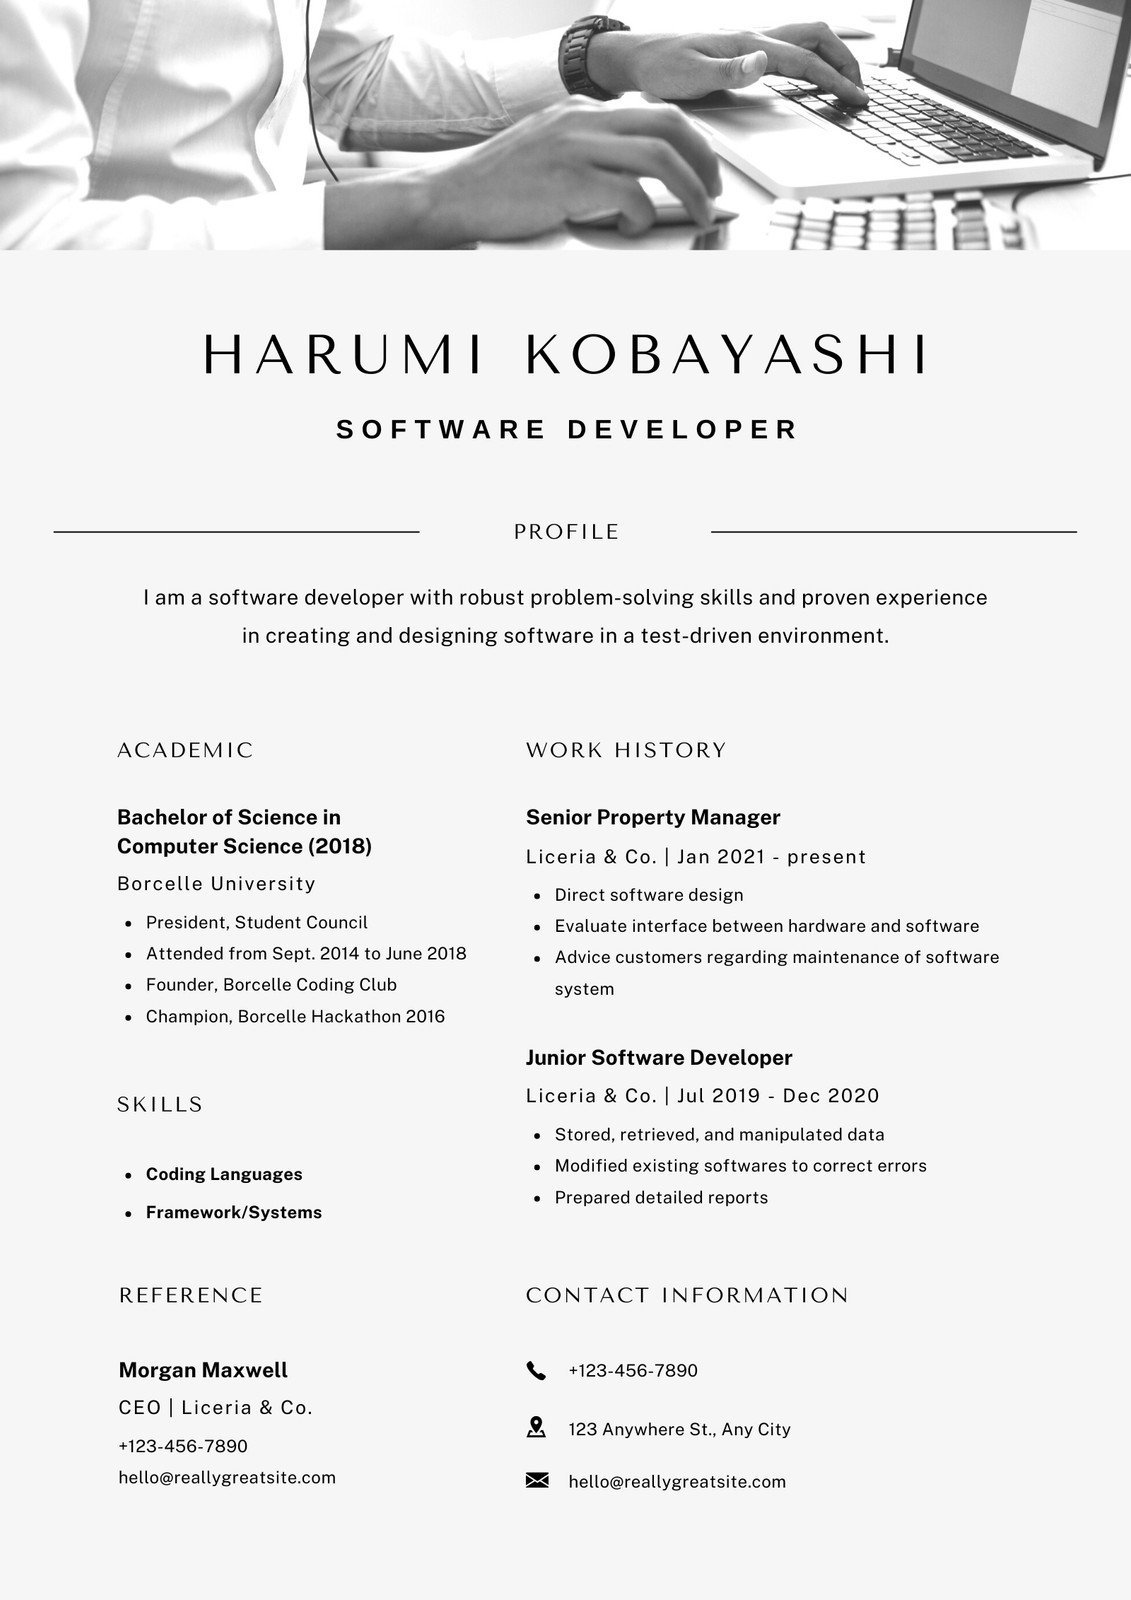 HARUMI KOBAYASHI
SOFTWARE DEVELOPER
PROFILE
I am a software developer with robust problem-solving skills and proven experience
in creating and designing software in a test-driven environment.
ACADEMIC
Bachelor of Science in
Computer Science (2018)
Borcelle University
• President, Student Council
• Attended from Sept. 2014 to June 2018
• Founder, Borcelle Coding Club
• Champion, Borcelle Hackathon 2016
SKILLS
• Coding Languages
• Framework/Systems
WORK HISTORY
Senior Property Manager
Liceria & Co. | Jan 2021 - present
• Direct software design
• Evaluate interface between hardware and software
• Advice customers regarding maintenance of software
system
Junior Software Developer
Liceria & Co. | Jul 2019 - Dec 2020
• Stored, retrieved, and manipulated data
• Modified existing softwares to correct errors
• Prepared detailed reports
REFERENCE
Morgan Maxwell
CEO | Liceria & Co.
+123-456-7890
hello@reallygreatsite.com
CONTACT INFORMATION
+123-456-7890
123 Anywhere St., Any City
hello@reallygreatsite.com